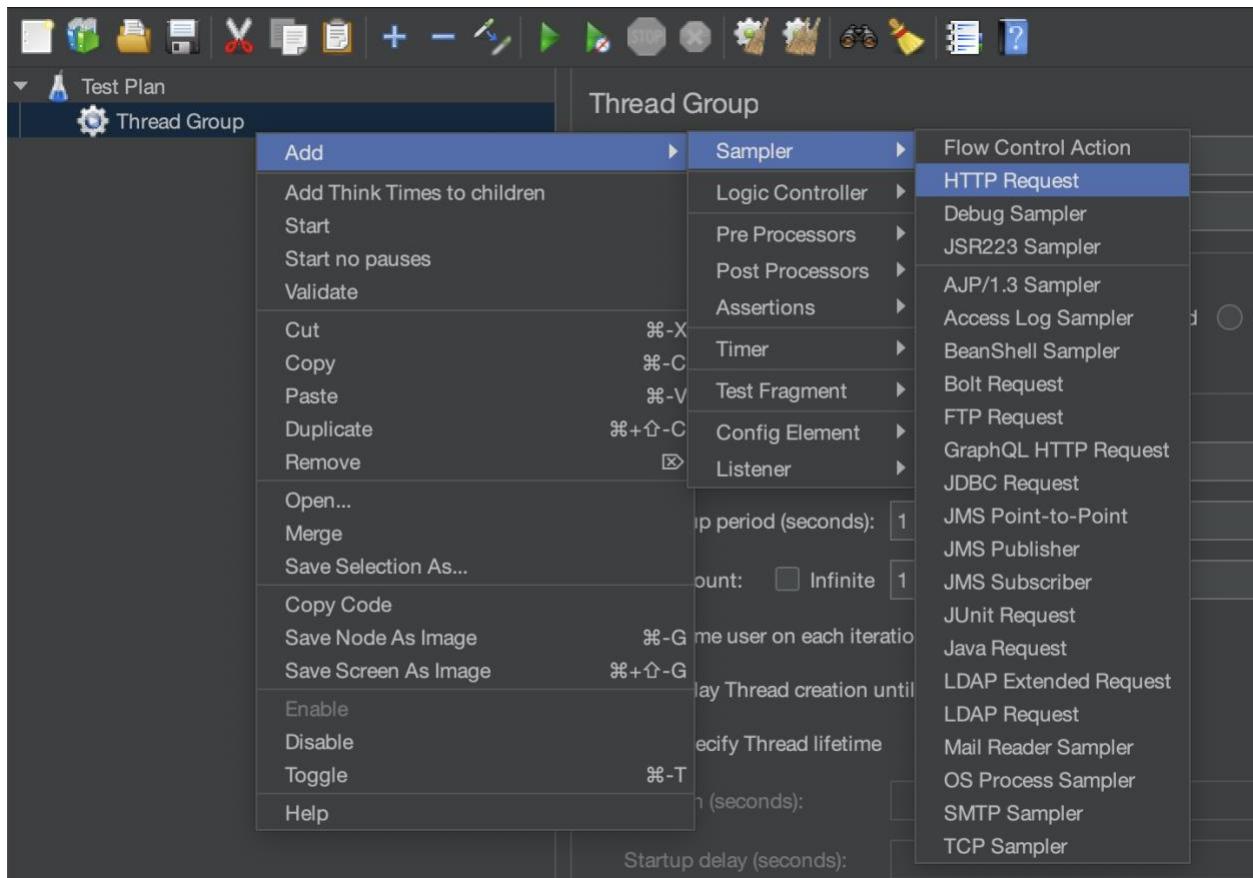 STOP
?
Test Plan
Thread Group
Thread Group
Add
Add Think Times to children
Start
Start no pauses
Validate
Cut ⌘-X
Copy ⌘-C
Paste ⌘-V
Duplicate ⌘+⇧-C
Remove ⌦
Open...
Merge
Save Selection As...
Copy Code
Save Node As Image ⌘-G
Save Screen As Image ⌘+⇧-G
Enable
Disable
Toggle ⌘-T
Help
Sampler
Logic Controller
Pre Processors
Post Processors
Assertions
Timer
Test Fragment
Config Element
Listener
Flow Control Action
HTTP Request
Debug Sampler
JSR223 Sampler
AJP/1.3 Sampler
Access Log Sampler
BeanShell Sampler
Bolt Request
FTP Request
GraphQL HTTP Request
JDBC Request
JMS Point-to-Point
JMS Publisher
JMS Subscriber
JUnit Request
Java Request
LDAP Extended Request
LDAP Request
Mail Reader Sampler
OS Process Sampler
SMTP Sampler
TCP Sampler
d
up period (seconds): 1
ount: Infinite 1
me user on each iteratio
lay Thread creation until
ecify Thread lifetime
n (seconds):
Startup delay (seconds):